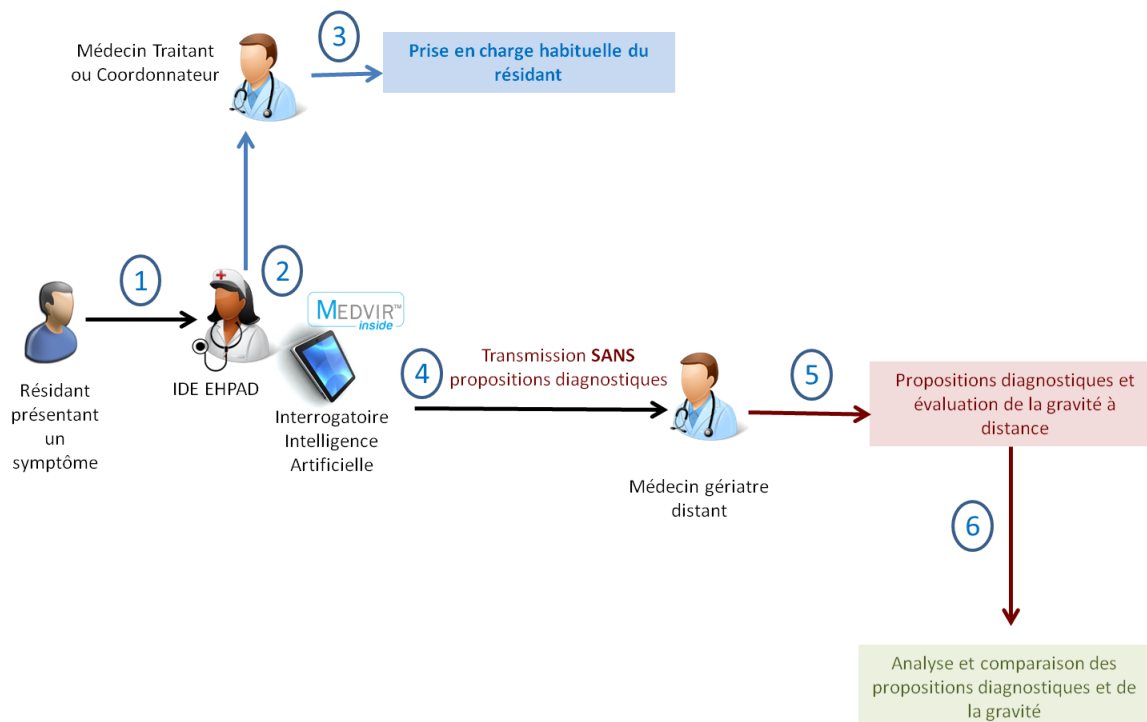 Médecin Traitant
ou Coordonnateur
3
Prise en charge habituelle du
résidant
1
2
MEDVIR™
inside
Résidant
présentant
un
symptôme
IDE EHPAD
Interrogatoire
Intelligence
Artificielle
4
Transmission SANS
propositions diagnostiques
Médecin gériatre
distant
5
Propositions diagnostiques et
évaluation de la gravité à
distance
6
Analyse et comparaison des
propositions diagnostiques et de
la gravité